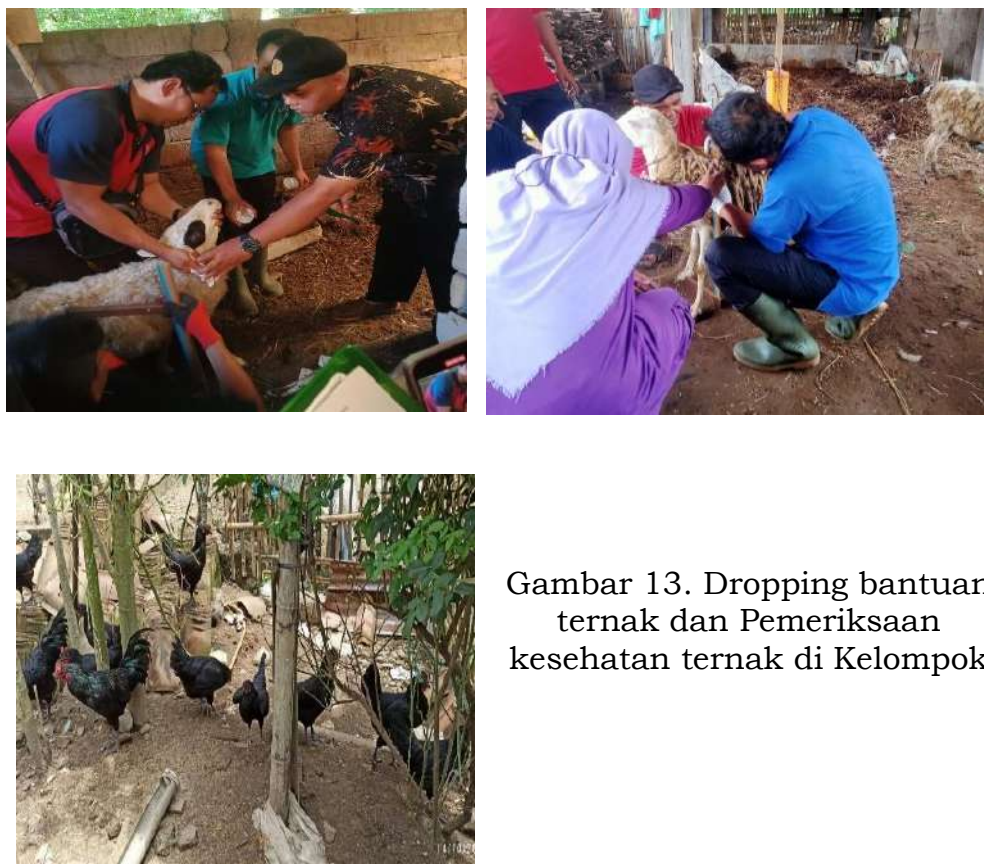 Gambar 13. Dropping bantuan
ternak dan Pemeriksaan
kesehatan ternak di Kelompok